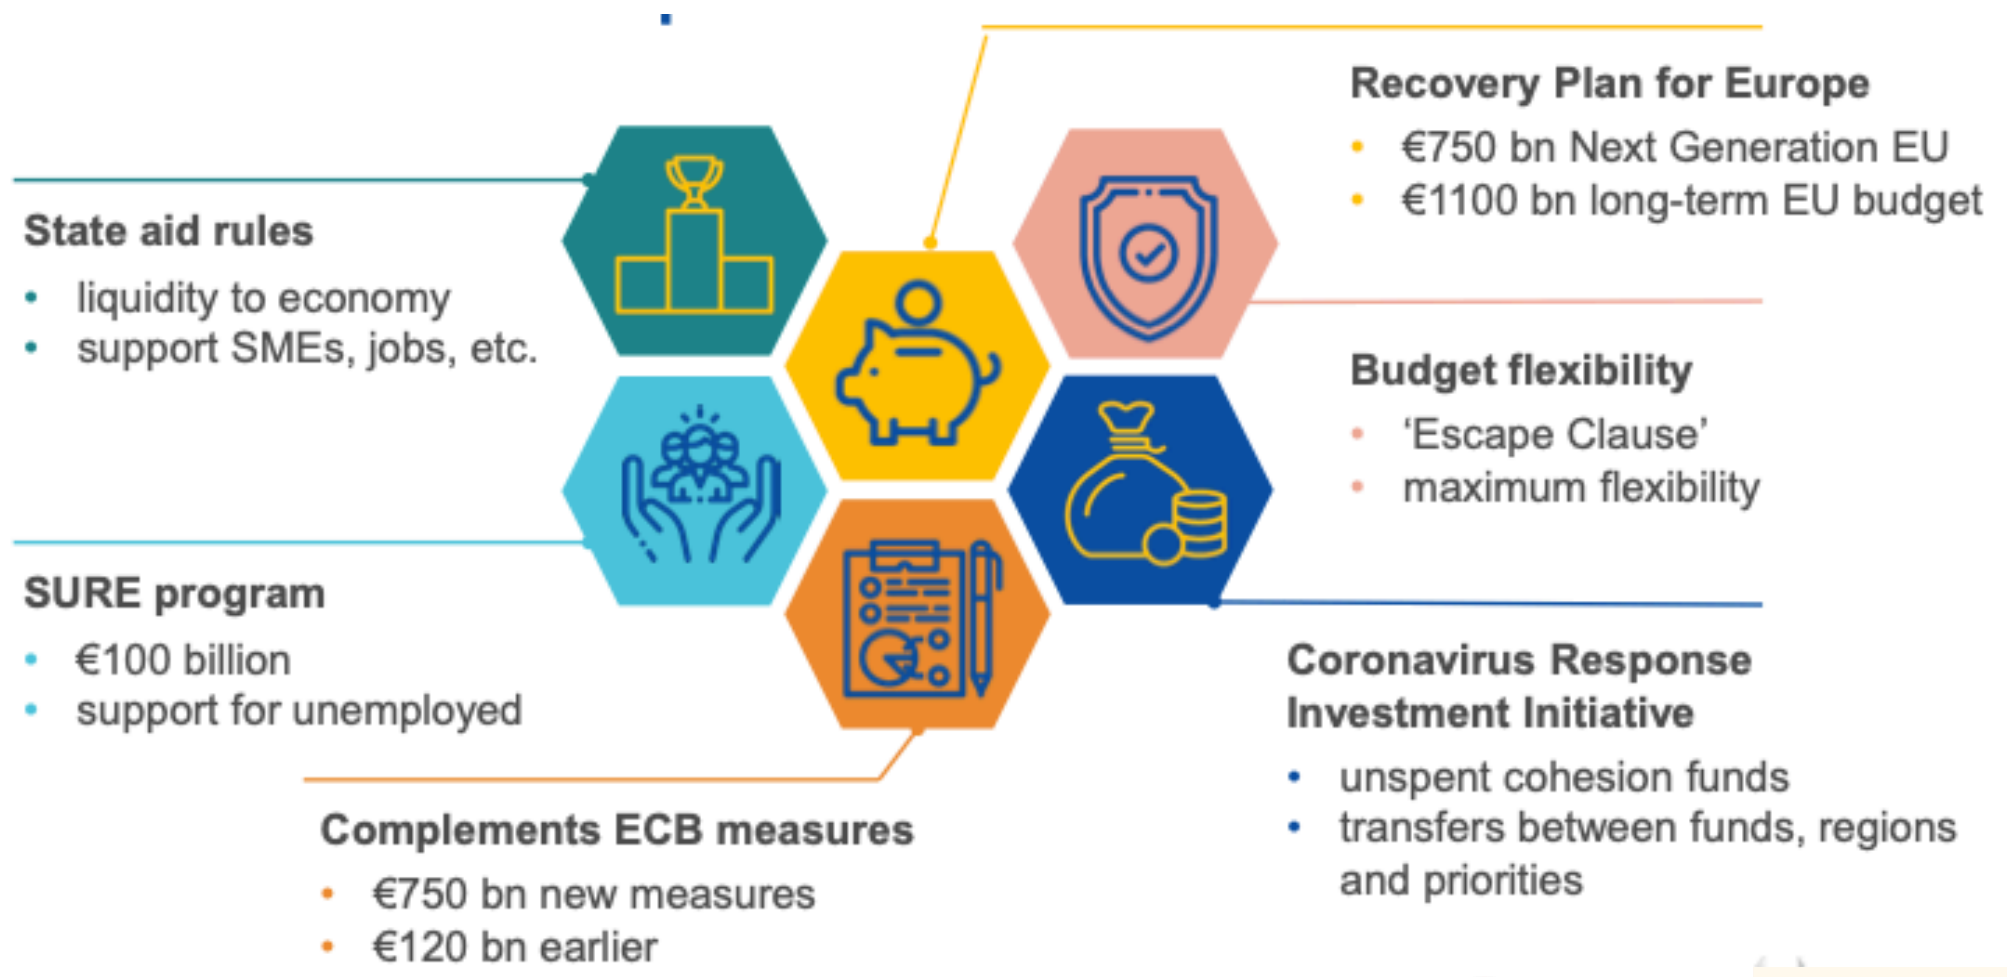 State aid rules
• liquidity to economy
• support SMEs, jobs, etc.
SURE program
• €100 billion
• support for unemployed
Complements ECB measures
• €750 bn new measures
• €120 bn earlier
Recovery Plan for Europe
• €750 bn Next Generation EU
• €1100 bn long-term EU budget
Budget flexibility
• ‘Escape Clause’
• maximum flexibility
Coronavirus Response
Investment Initiative
• unspent cohesion funds
• transfers between funds, regions
and priorities